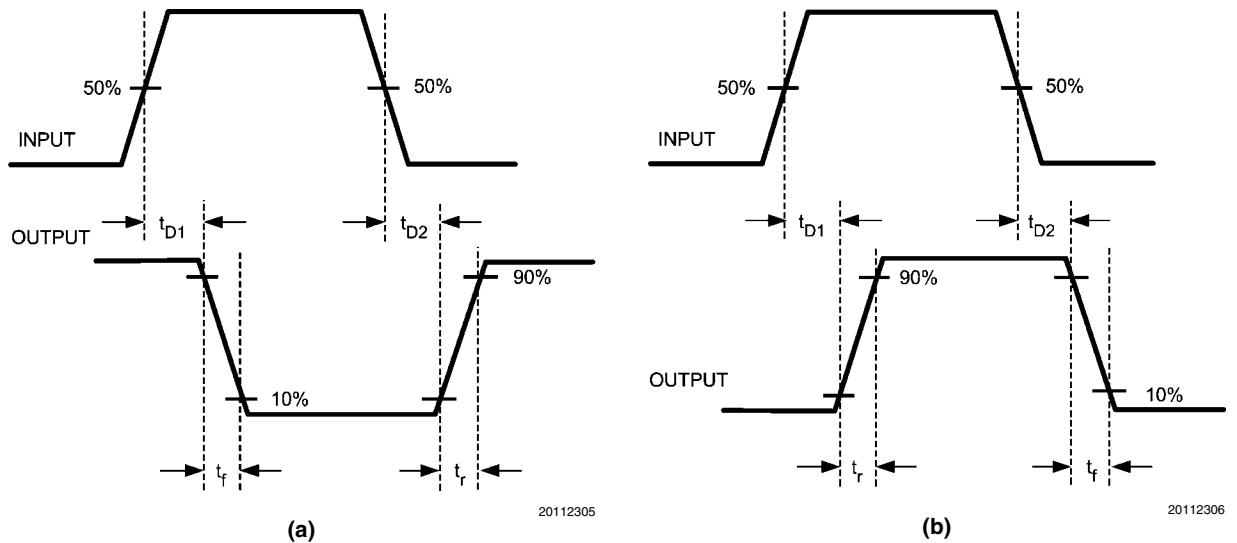 50%
50%
INPUT
t_D1
t_D2
OUTPUT
90%
10%
t_f
t_r
20112305
(a)
50%
50%
INPUT
t_D1
t_D2
90%
OUTPUT
10%
t_r
t_f
20112306
(b)